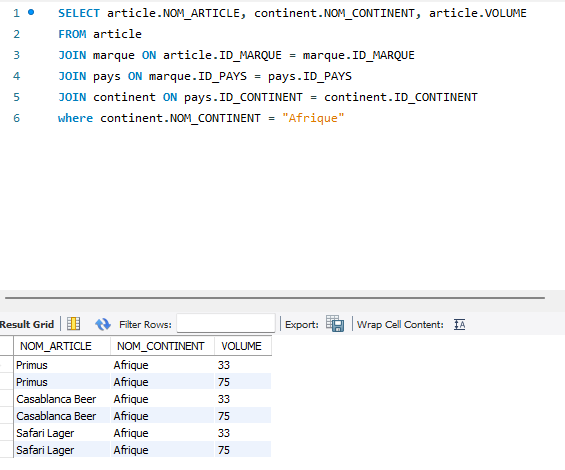 1 SELECT article.NOM_ARTICLE, continent.NOM_CONTINENT, article.VOLUME
2 FROM article
3 JOIN marque ON article.ID_MARQUE = marque.ID_MARQUE
4 JOIN pays ON marque.ID_PAYS = pays.ID_PAYS
5 JOIN continent ON pays.ID_CONTINENT = continent.ID_CONTINENT
6 where continent.NOM_CONTINENT = "Afrique"
Result Grid Filter Rows: Export: Wrap Cell Content: IA
NOM_ARTICLE NOM_CONTINENT VOLUME
Primus Afrique 33
Primus Afrique 75
Casablanca Beer Afrique 33
Casablanca Beer Afrique 75
Safari Lager Afrique 33
Safari Lager Afrique 75